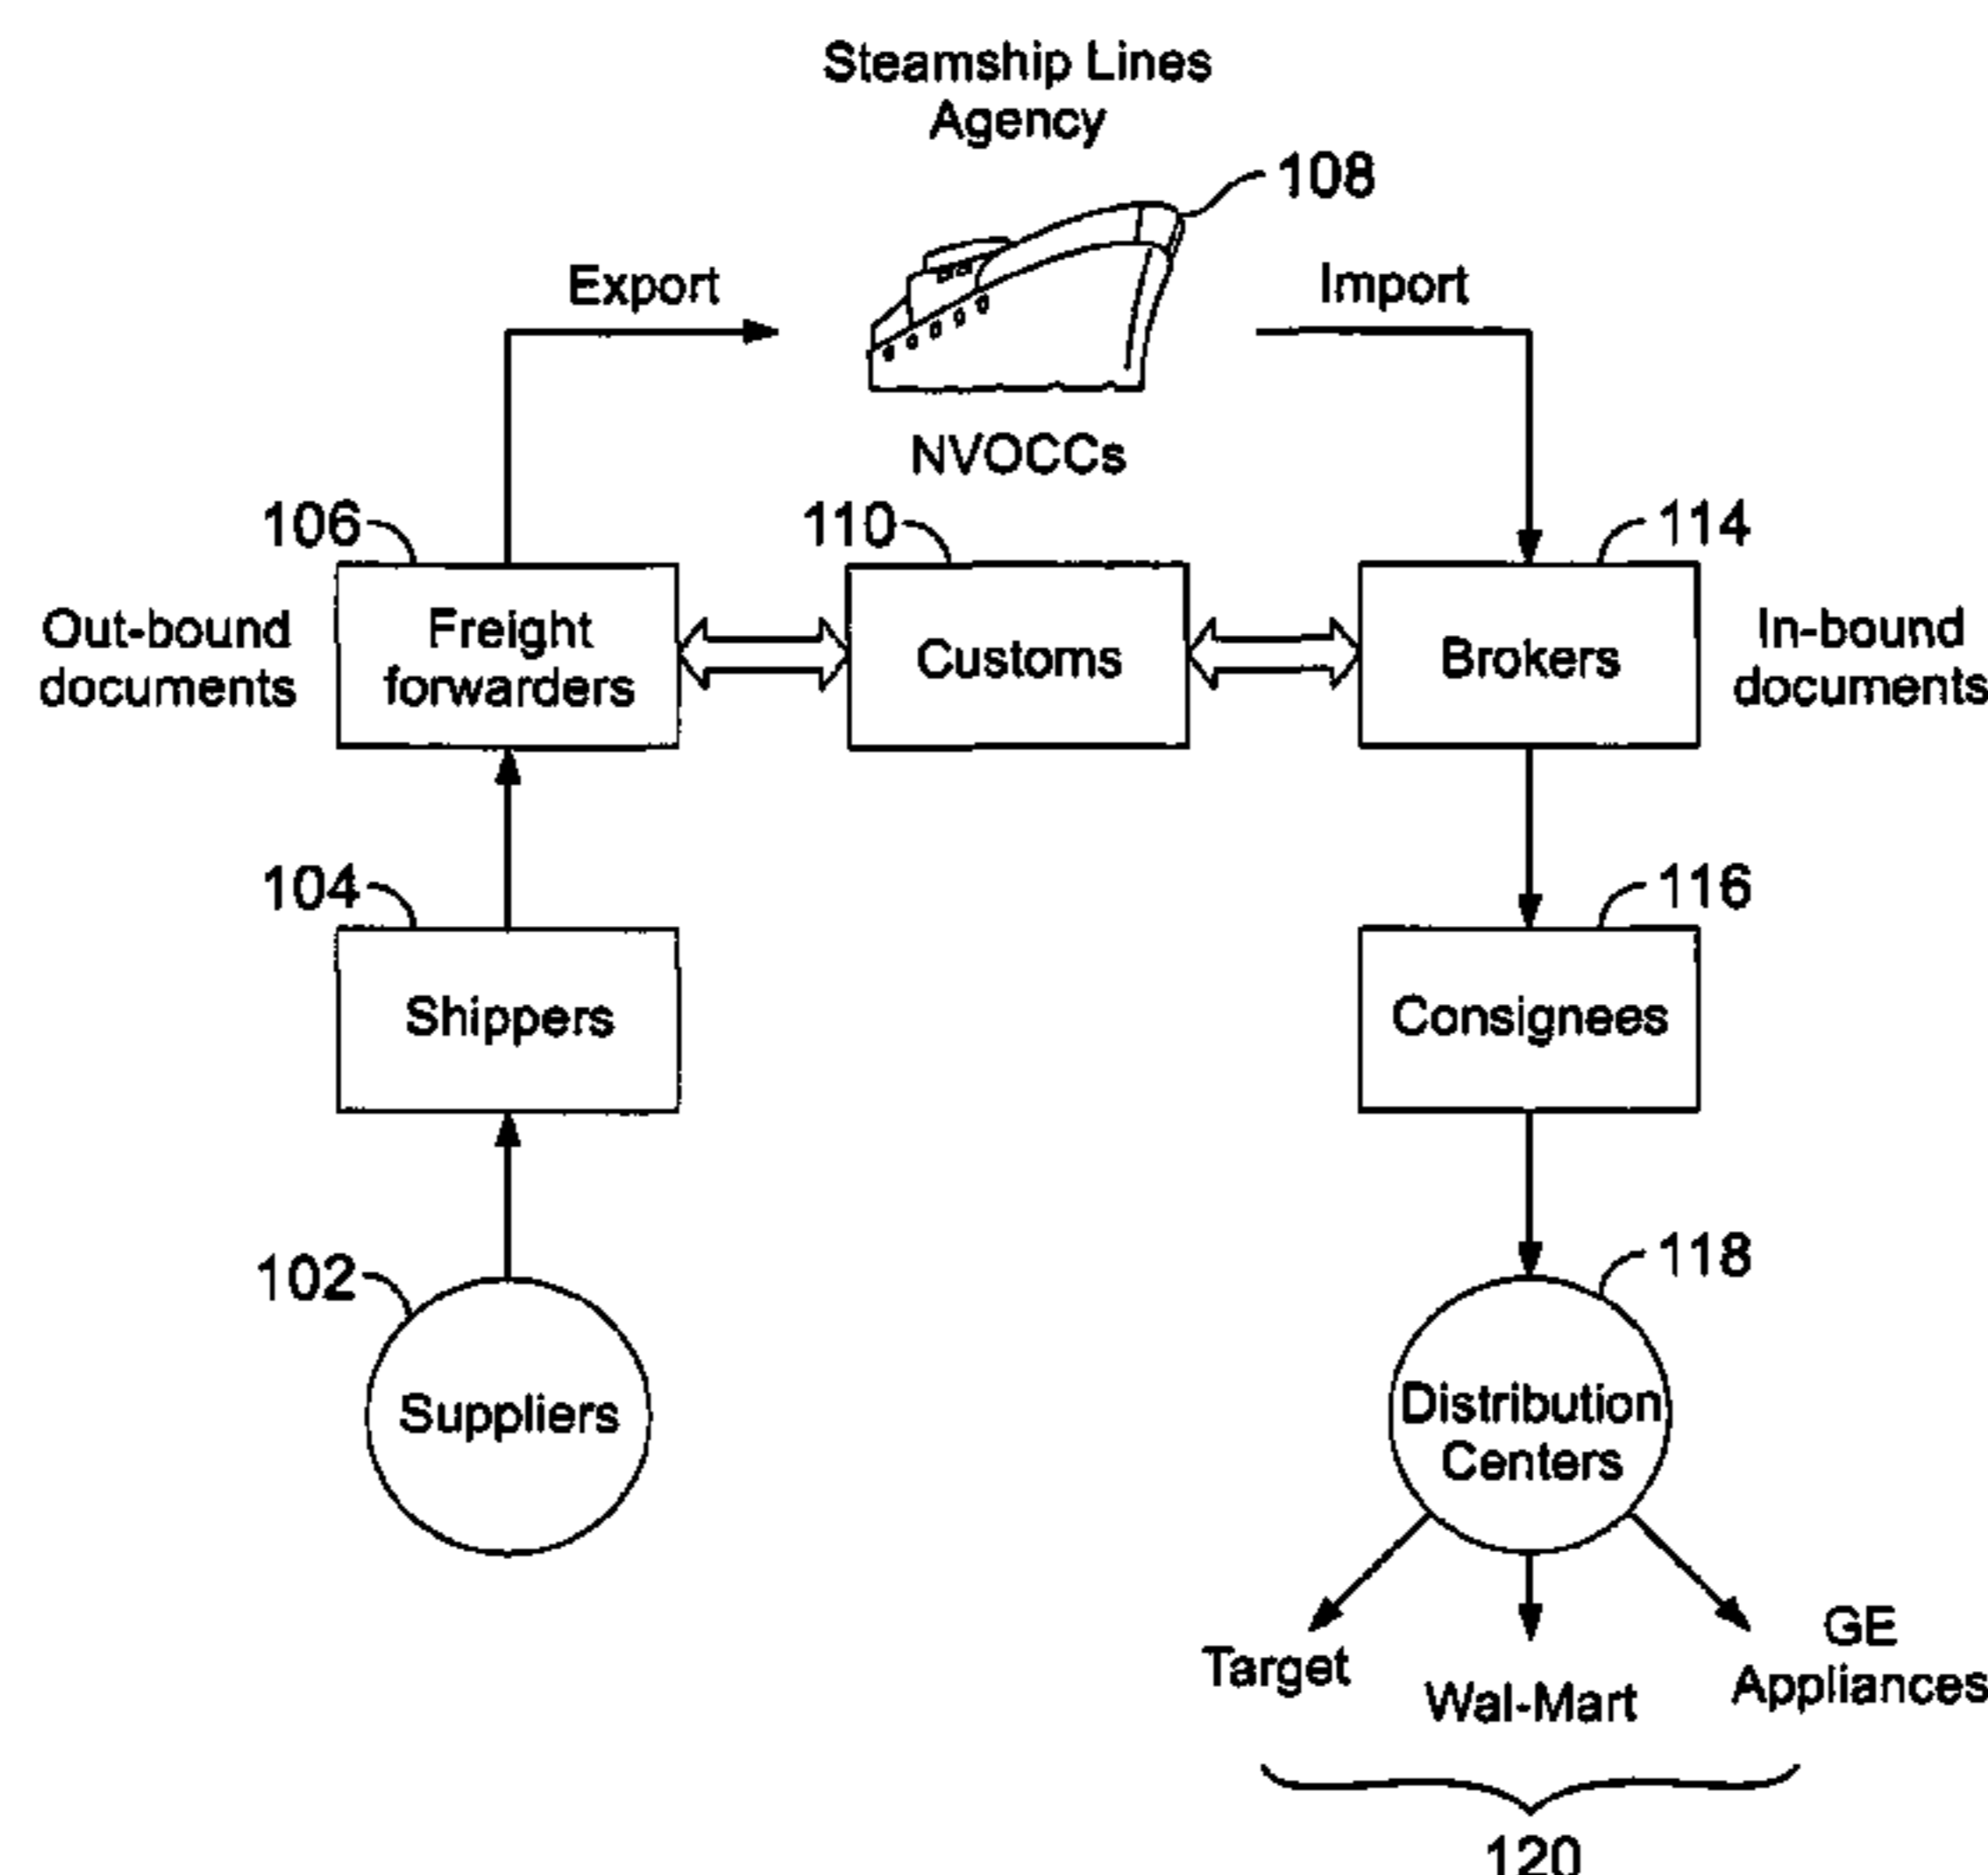 Steamship Lines
Agency
108
Export
Import
NVOCCs
106
110
114
Out-bound
documents
Freight
forwarders
Customs
Brokers
In-bound
documents
104
116
Shippers
Consignees
102
118
Suppliers
Distribution
Centers
Target
Wal-Mart
GE
Appliances
120